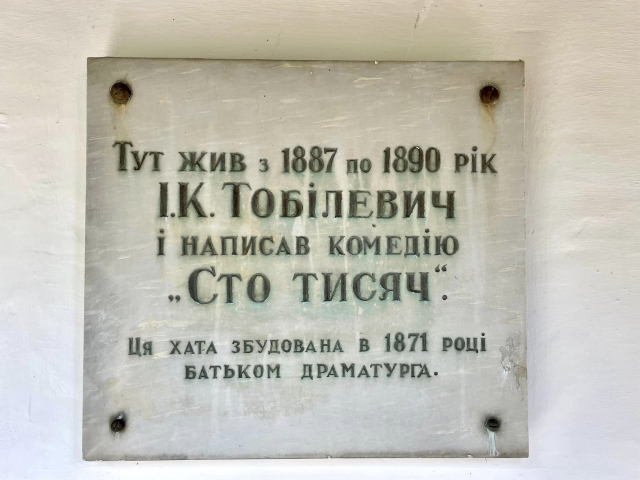 Тут жив з 1887 по 1890 рік
І.К. Тобілевич
і написав комедію
„Сто тисяч“.
Ця хата збудована в 1871 році
батьком драматурга.